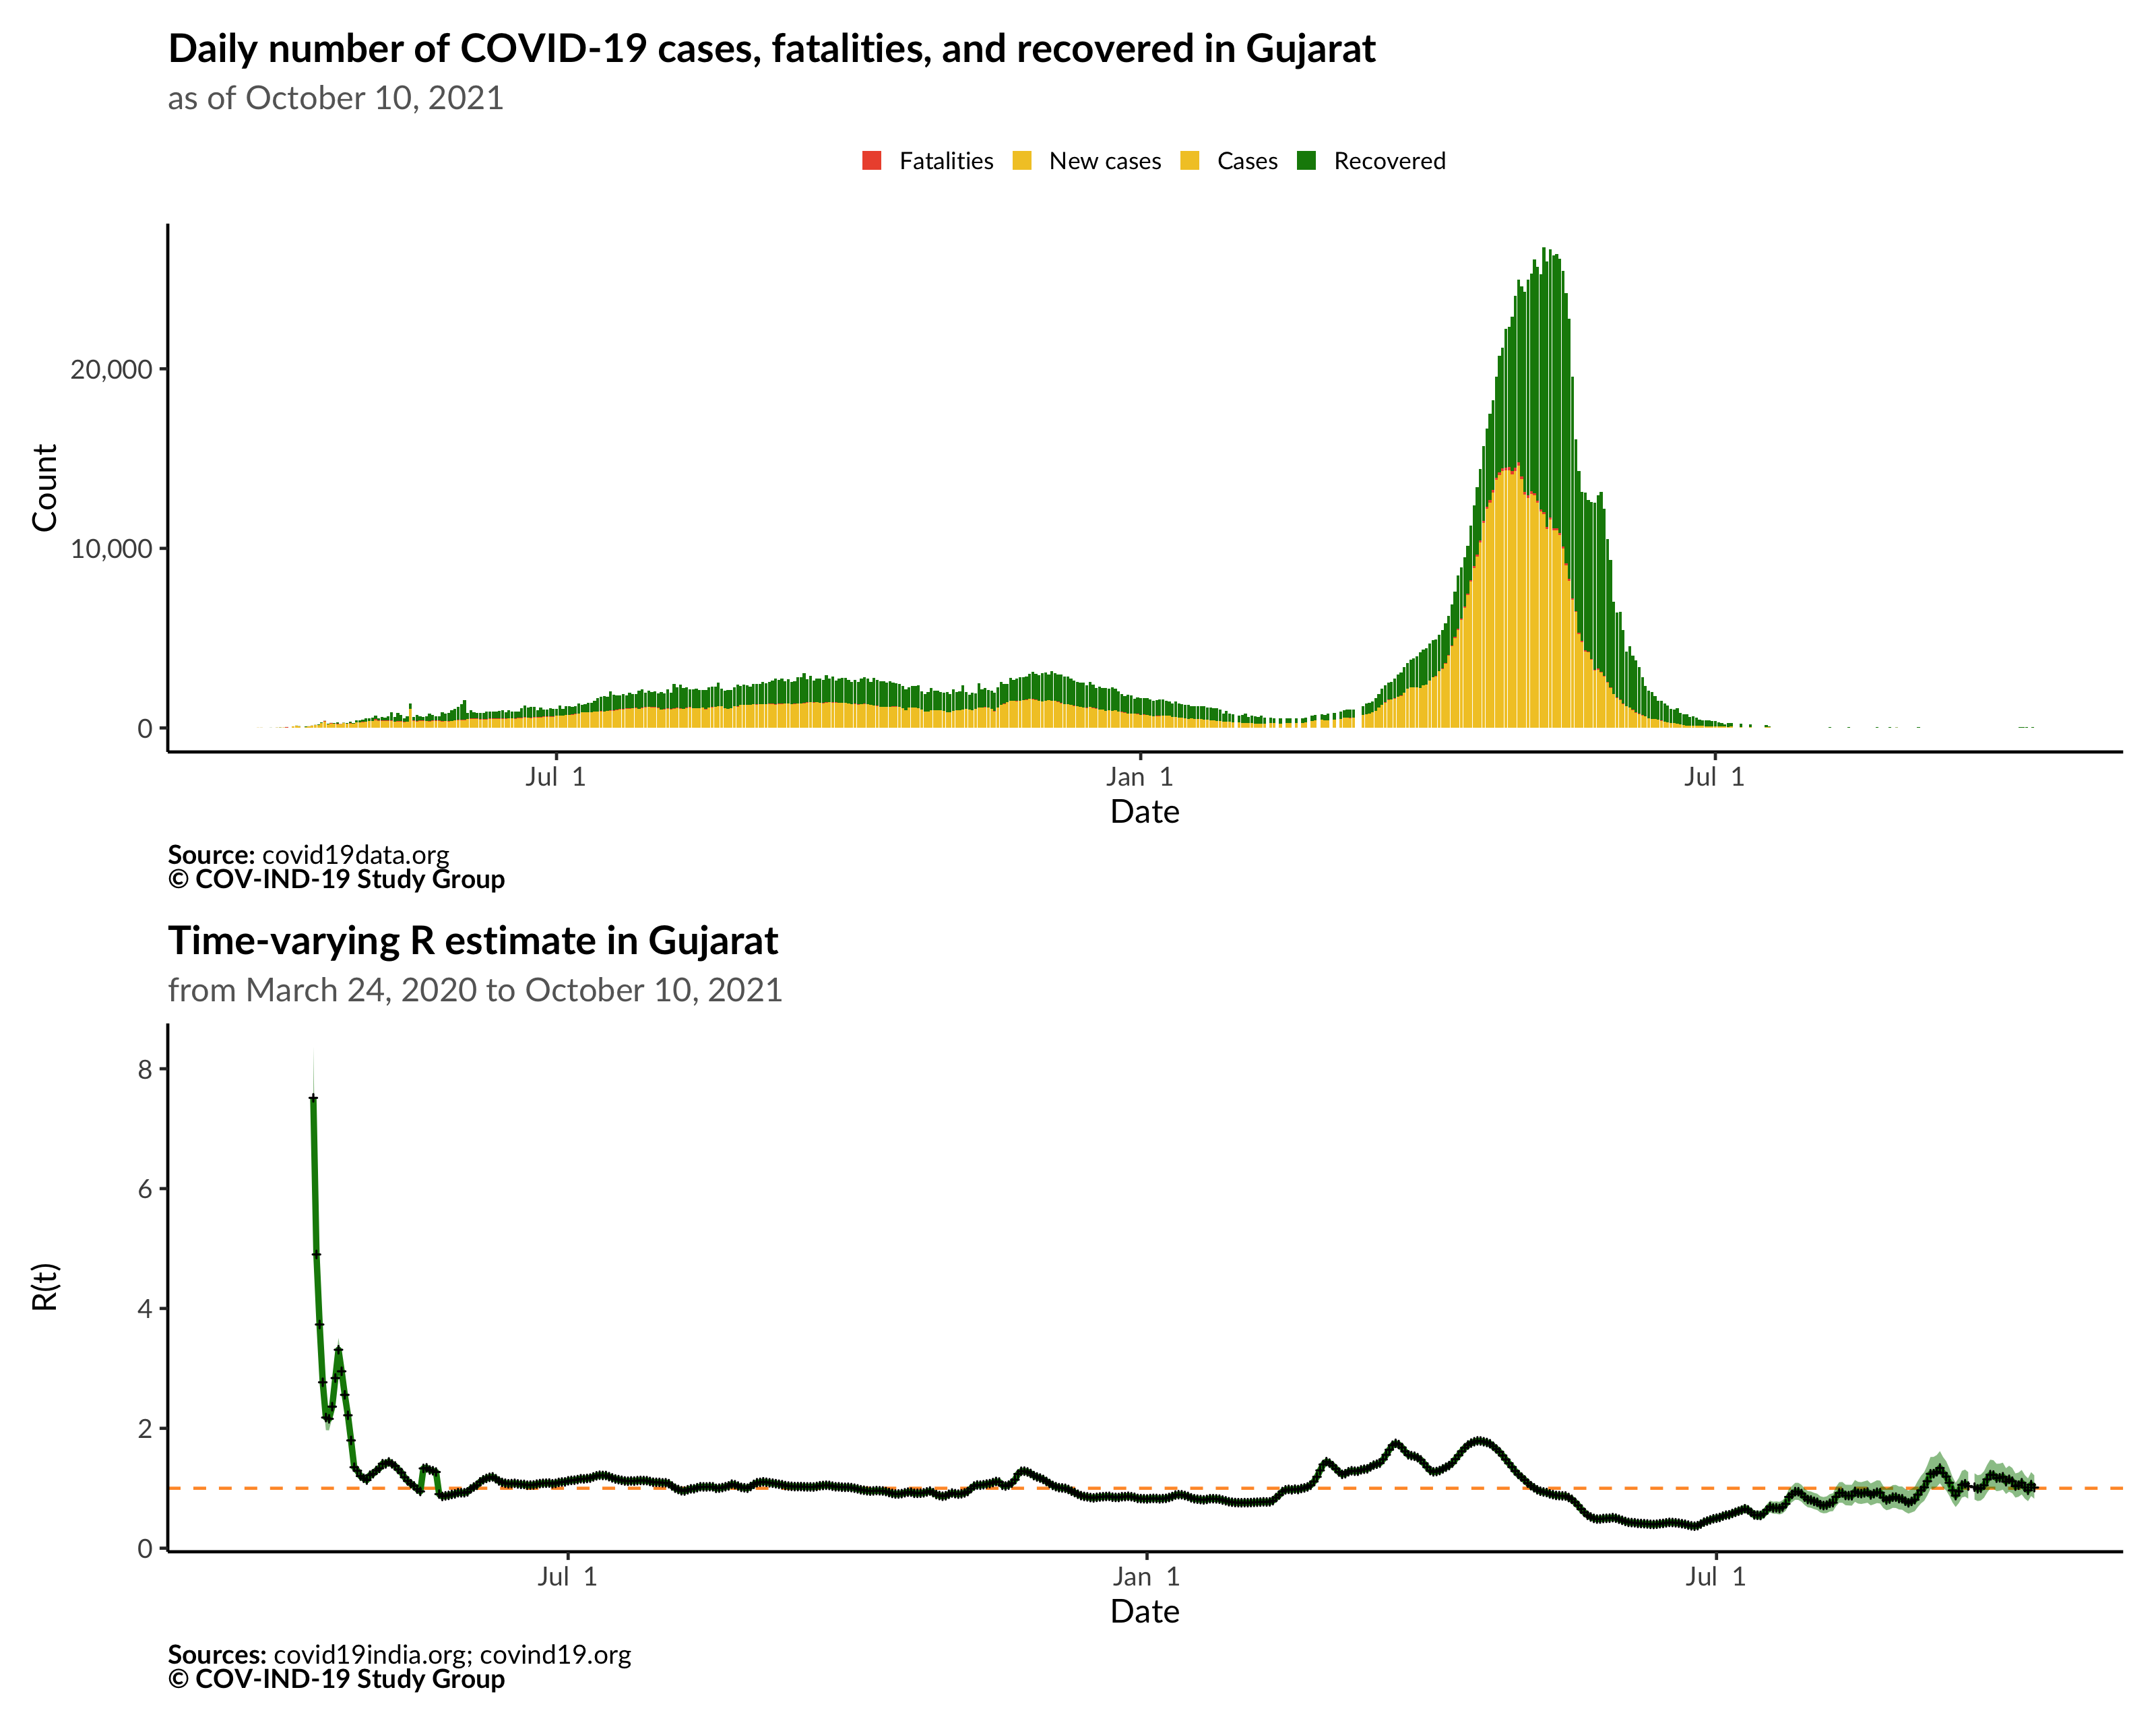 Daily number of COVID-19 cases, fatalities, and recovered in Gujarat
as of October 10, 2021
Fatalities New cases Cases Recovered
Count
20,000
10,000
0
Jul 1 Jan 1 Jul 1
Date
Source: covid19data.org
© COV-IND-19 Study Group
Time-varying R estimate in Gujarat
from March 24, 2020 to October 10, 2021
R(t)
8
6
4
2
0
Jul 1 Jan 1 Jul 1
Date
Sources: covid19india.org; covind19.org
© COV-IND-19 Study Group